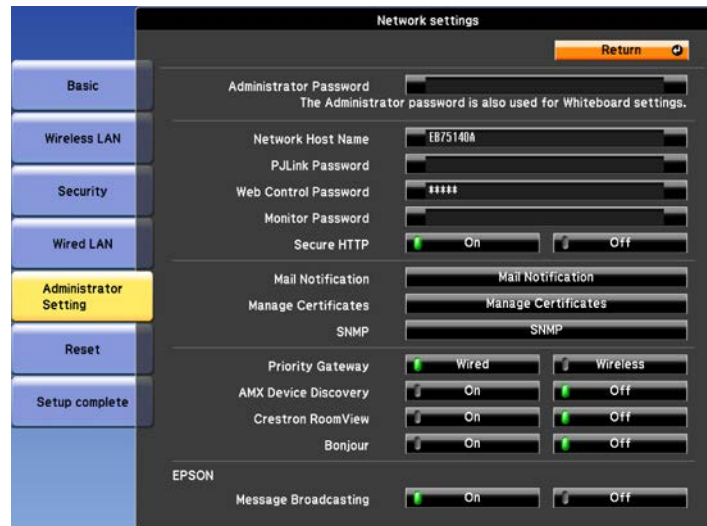 Network settings
Return
Basic
Wireless LAN
Security
Wired LAN
Administrator
Setting
Reset
Setup complete
Administrator Password
The Administrator password is also used for Whiteboard settings.
Network Host Name EB75140A
PJLink Password
Web Control Password *****
Monitor Password
Secure HTTP On Off
Mail Notification Mail Notification
Manage Certificates Manage Certificates
SNMP SNMP
Priority Gateway Wired Wireless
AMX Device Discovery On Off
Crestron RoomView On Off
Bonjour On Off
EPSON
Message Broadcasting On Off